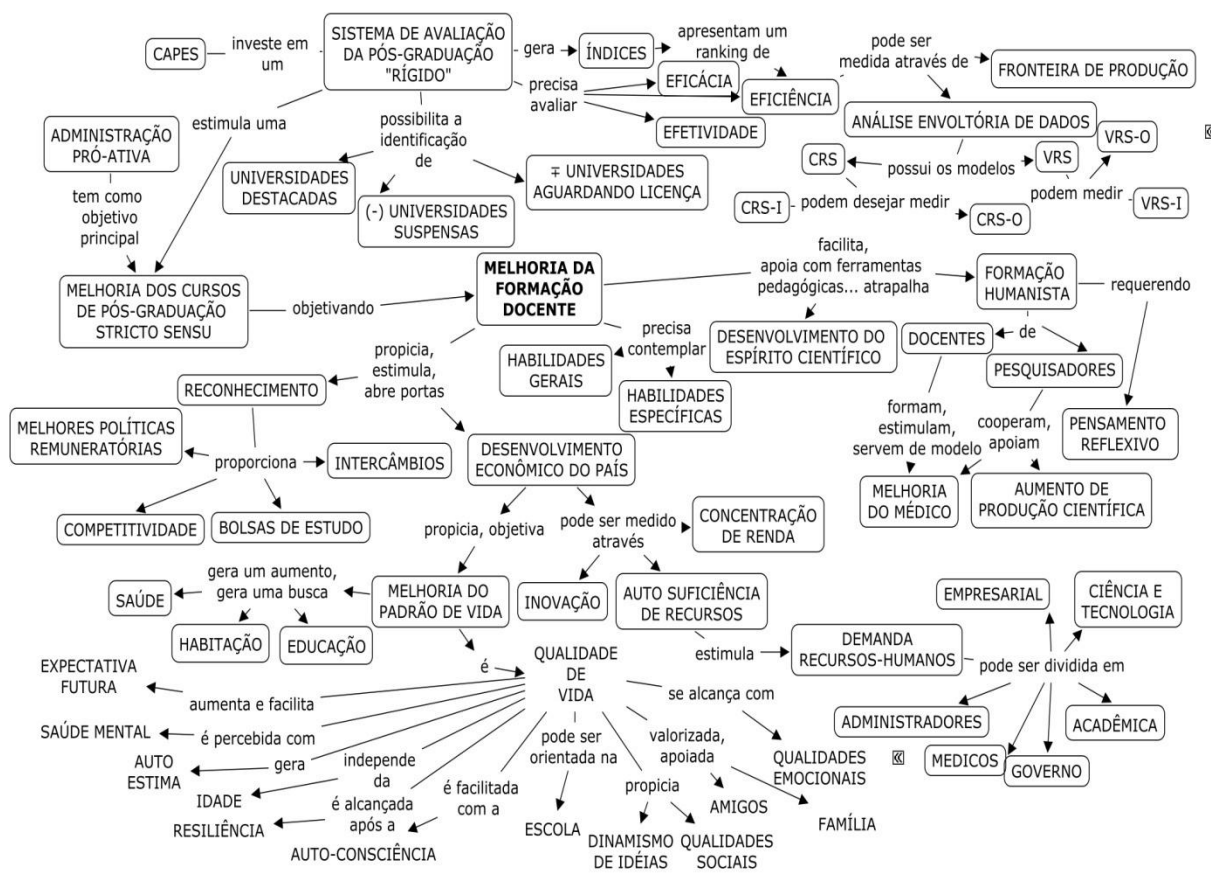 CAPES
investe em
um
SISTEMA DE AVALIAÇÃO
DA PÓS-GRADUAÇÃO
"RÍGIDO"
gera
ÍNDICES
apresentam um
ranking de
EFICIÊNCIA
precisa
avaliar
EFICÁCIA
EFETIVIDADE
pode ser
medida através de
FRONTEIRA DE PRODUÇÃO
ANÁLISE ENVOLTÓRIA DE DADOS
possui os modelos
CRS
VRS
VRS-O
podem medir
VRS-I
CRS-I
podem desejar medir
CRS-O
ADMINISTRAÇÃO
PRÓ-ATIVA
tem como
objetivo
principal
estimula uma
possibilita a
identificação
de
UNIVERSIDADES
DESTACADAS
(-) UNIVERSIDADES
SUSPENSAS
∓ UNIVERSIDADES
AGUARDANDO LICENÇA
MELHORIA DOS CURSOS
DE PÓS-GRADUAÇÃO
STRICTO SENSU
objetivando
MELHORIA DA
FORMAÇÃO
DOCENTE
facilita,
apoia com ferramentas
pedagógicas... atrapalha
FORMAÇÃO
HUMANISTA
requerendo
DESENVOLVIMENTO DO
ESPÍRITO CIENTÍFICO
precisa
contemplar
HABILIDADES
GERAIS
HABILIDADES
ESPECÍFICAS
de
DOCENTES
PESQUISADORES
formam,
estimulam,
servem de modelo
cooperam,
apoiam
PENSAMENTO
REFLEXIVO
MELHORIA
DO MÉDICO
AUMENTO DE
PRODUÇÃO CIENTÍFICA
propicia,
estimula,
abre portas
RECONHECIMENTO
MELHORES POLÍTICAS
REMUNERATÓRIAS
proporciona
INTERCÂMBIOS
COMPETITIVIDADE
BOLSAS DE ESTUDO
DESENVOLVIMENTO
ECONÔMICO DO PAÍS
propicia, objetiva
pode ser medido
através
CONCENTRAÇÃO
DE RENDA
INOVAÇÃO
AUTO SUFICIÊNCIA
DE RECURSOS
MELHORIA DO
PADRÃO DE VIDA
gera um aumento,
gera uma busca
SAÚDE
HABITAÇÃO
EDUCAÇÃO
estimula
DEMANDA
RECURSOS-HUMANOS
pode ser dividida em
EMPRESARIAL
CIÊNCIA E
TECNOLOGIA
ADMINISTRADORES
MEDICOS
GOVERNO
ACADÊMICA
é
QUALIDADE
DE
VIDA
EXPECTATIVA
FUTURA
aumenta e facilita
SAÚDE MENTAL
é percebida com
AUTO
ESTIMA
gera
IDADE
independe
da
RESILIÊNCIA
é alcançada
após a
AUTO-CONSCIÊNCIA
é facilitada
com a
pode ser
orientada na
ESCOLA
propicia
DINAMISMO
DE IDÉIAS
QUALIDADES
SOCIAIS
valorizada,
apoiada
AMIGOS
FAMÍLIA
se alcança com
QUALIDADES
EMOCIONAIS